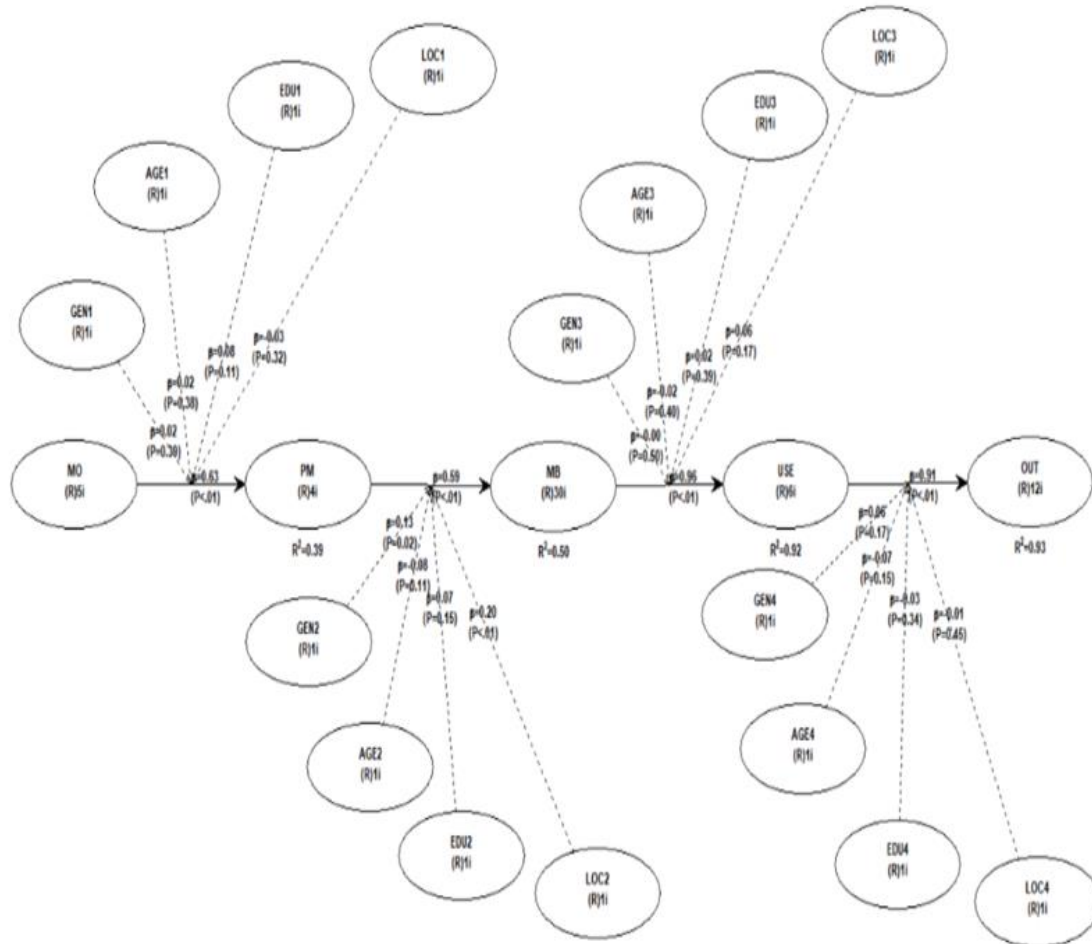 LOC1
(R)1i
LOC3
(R)1i
EDU1
(R)1i
EDU3
(R)1i
AGE1
(R)1i
AGE3
(R)1i
GEN1
(R)1i
GEN3
(R)1i
β=-0.03
(P=0.32)
β=0.08
(P=0.11)
β=0.02
(P=0.38)
β=0.02
(P=0.39)
β=0.06
(P=0.17)
β=0.02
(P=0.39)
β=-0.02
(P=0.40)
β=-0.00
(P=0.50)
MO
(R)5i
β=0.63
(P<.01)
PM
(R)4i
R²=0.39
β=0.59
(P<.01)
MB
(R)30i
R²=0.50
β=0.96
(P<.01)
USE
(R)6i
R²=0.92
β=0.91
(P<.01)
OUT
(R)12i
R²=0.93
β=0.13
(P=0.02)
β=-0.08
(P=0.11)
β=0.07
(P=0.15)
β=0.20
(P<.01)
β=0.06
(P=0.17)
β=-0.07
(P=0.15)
β=-0.03
(P=0.34)
β=-0.01
(P=0.45)
GEN2
(R)1i
GEN4
(R)1i
AGE2
(R)1i
AGE4
(R)1i
EDU2
(R)1i
EDU4
(R)1i
LOC2
(R)1i
LOC4
(R)1i